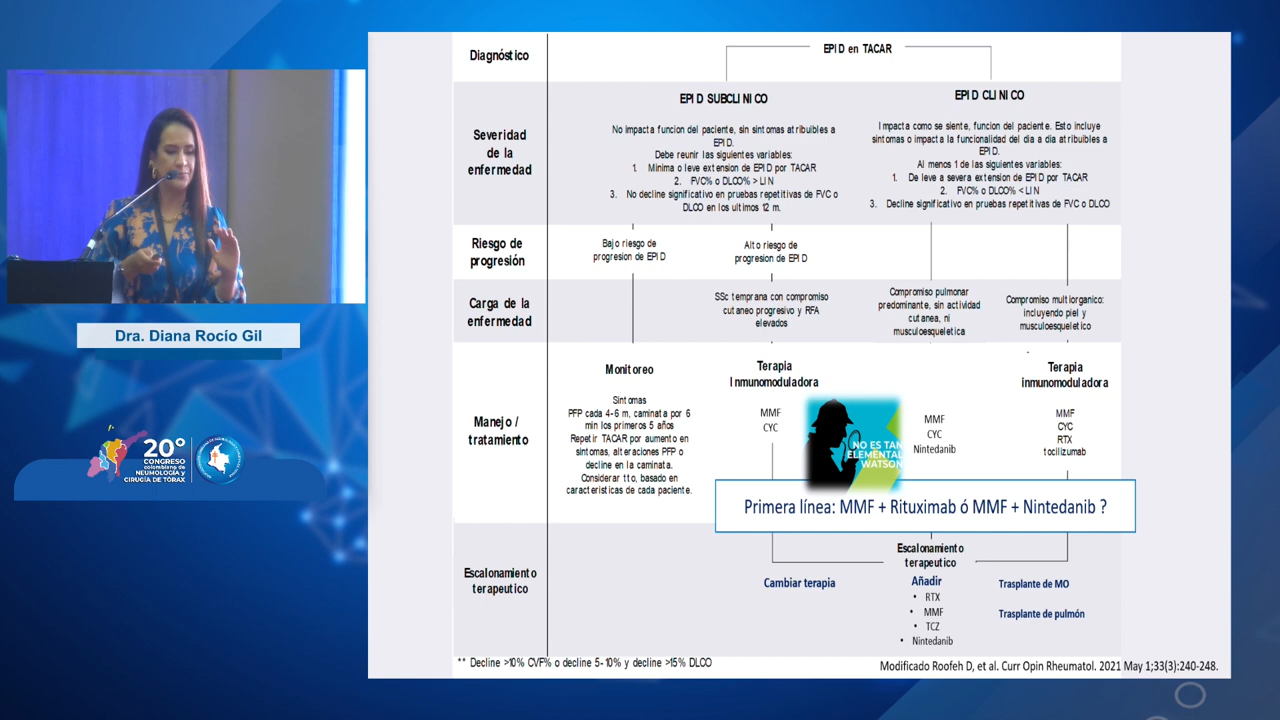 Diagnóstico
EPID en TACAR
EPID SUBCLINICO
EPID CLINICO
Severidad
de la
enfermedad
No impacta funcion del paciente, sin sintomas atribuibles a
EPID.
Debe reunir las siguientes variables:
1. Minima o leve extension de EPID por TACAR
2. FVC% o DLCO% > LIN
3. No decline significativo en pruebas repetitivas de FVC o
DLCO en los ultimos 12 m.
Impacta como se siente, funcion del paciente. Esto incluye
sintomas o impacta la funcionalidad del dia a dia atribuibles a
EPID.
Al menos 1 de las siguientes variables:
1. De leve a severa extension de EPID por TACAR
2. FVC% o DLCO% < LIN
3. Decline significativo en pruebas repetitivas de FVC o DLCO
Riesgo de
progresión
Bajo riesgo de
progresion de EPID
Alto riesgo de
progresion de EPID
Carga de la
enfermedad
SSc temprana con compromiso
cutaneo progresivo y RFA
elevados
Compromiso pulmonar
predominante, sin actividad
cutanea, ni
musculoesqueletica
Compromiso multiorganico:
incluyendo piel y
musculoesqueletico
Manejo /
tratamiento
Monitoreo
Sintomas
PFP cada 4-6 m, caminata por 6
min los primeros 5 años
Repetir TACAR por aumento en
sintomas, alteraciones PFP o
decline en la caminata.
Considerar tto, basado en
caracteristicas de cada paciente.
Terapia
Inmunomoduladora
MMF
CYC
NO ES TAN
ELEMENTAL
WATSON
MMF
CYC
Nintedanib
Terapia
inmunomoduladora
MMF
CYC
RTX
tocilizumab
Primera línea: MMF + Rituximab ó MMF + Nintedanib ?
Escalonamiento
terapeutico
Cambiar terapia
Escalonamiento
terapeutico
Añadir
• RTX
• MMF
• TCZ
• Nintedanib
Trasplante de MO
Trasplante de pulmón
** Decline >10% CVF% o decline 5-10% y decline >15% DLCO
Modificado Roofeh D, et al. Curr Opin Rheumatol. 2021 May 1;33(3):240-248.
Dra. Diana Rocío Gil
20°
CONGRESO
colombiano de
NEUMOLOGÍA y
CIRUGÍA DE TÓRAX